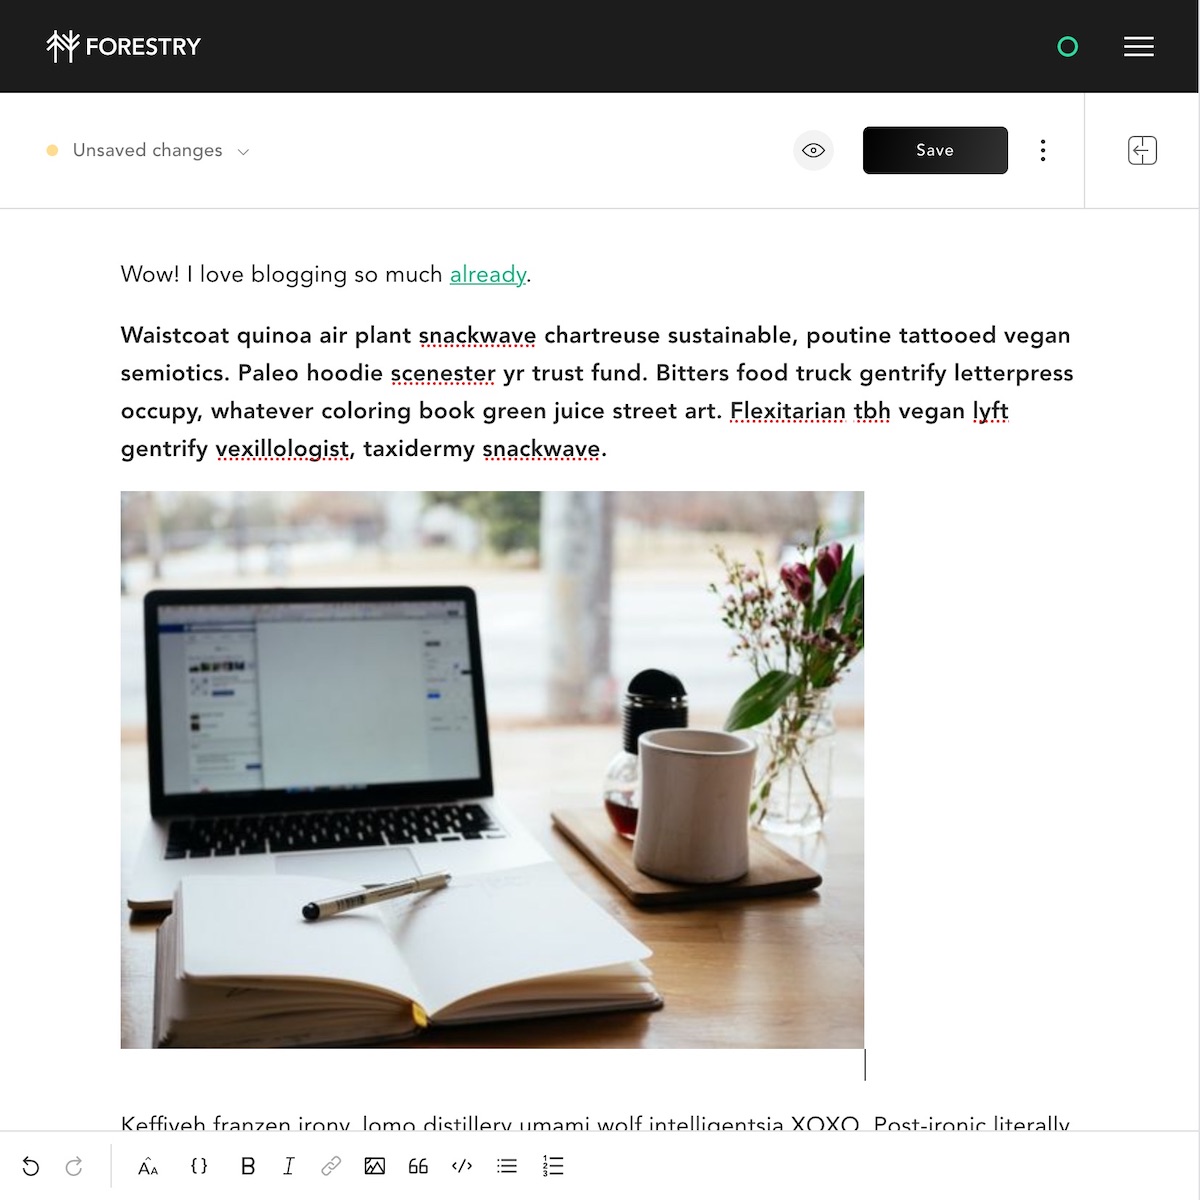 FORESTRY
Unsaved changes
Save
Wow! I love blogging so much already.
Waistcoat quinoa air plant snackwave chartreuse sustainable, poutine tattooed vegan
semiotics. Paleo hoodie scenester yr trust fund. Bitters food truck gentrify letterpress
occupy, whatever coloring book green juice street art. Flexitarian tbh vegan lyft
gentrify vexillologist, taxidermy snackwave.
Keffiyeh franzen irony, lomo distillery umami wolf intelligentsia XOXO. Post-ironic literally